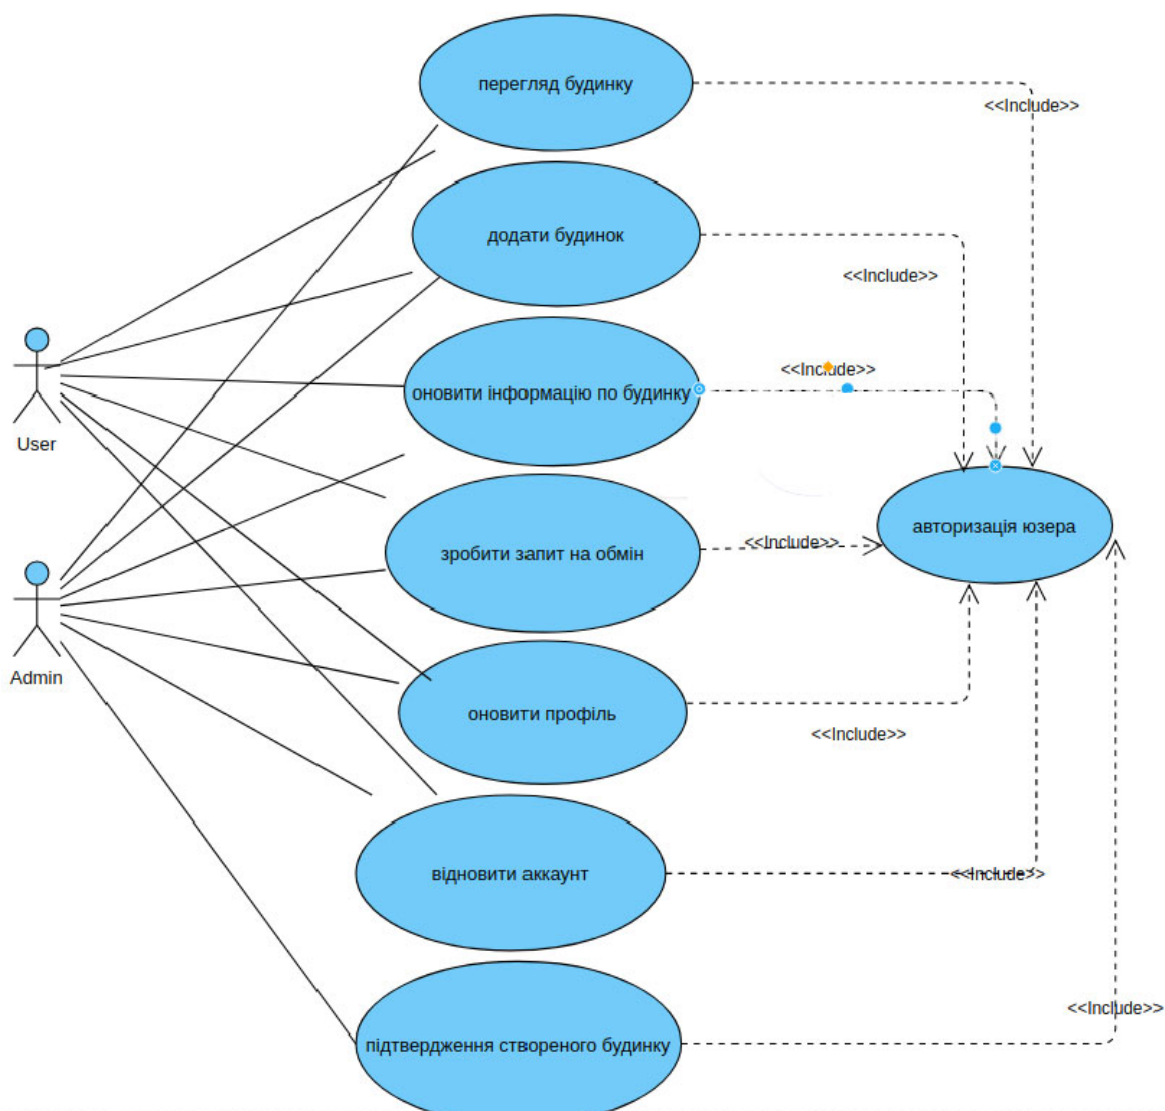 перегляд будинку
<<Include>>
додати будинок
<<Include>>
<<Include>>
оновити інформацію по будинку
User
авторизація юзера
<<Include>>
зробити запит на обмін
Admin
оновити профіль
<<Include>>
відновити аккаунт
<<Include>>
<<Include>>
підтвердження створеного будинку